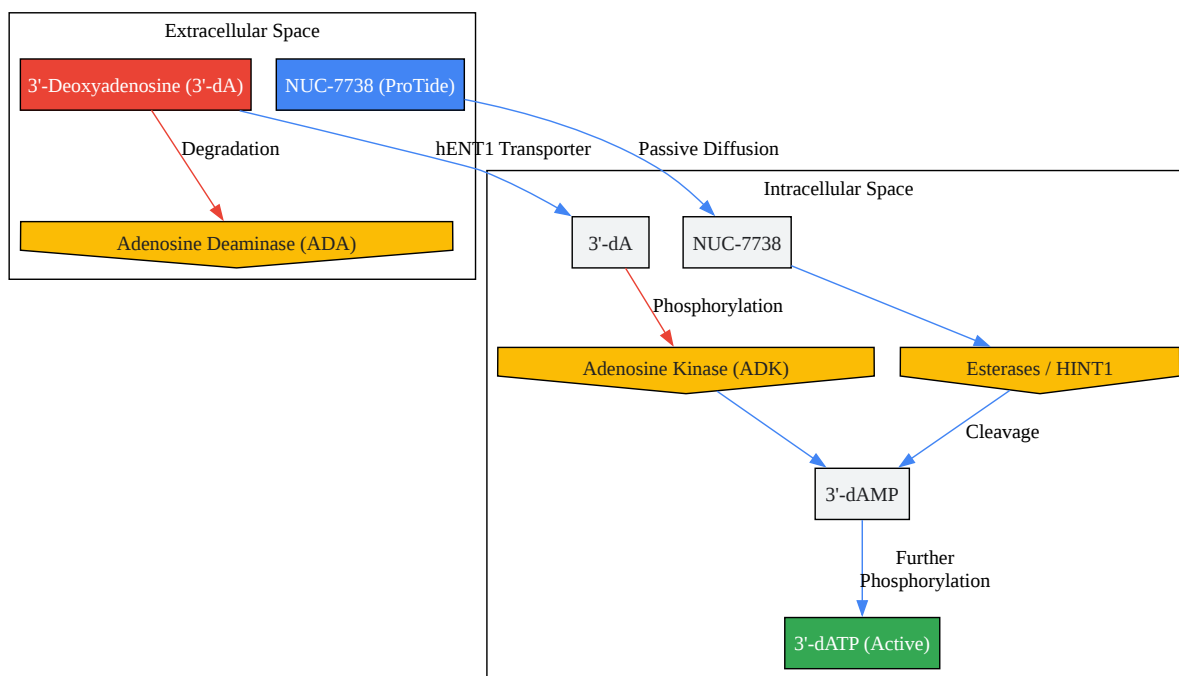 Extracellular Space
3'-Deoxyadenosine (3'-dA)
NUC-7738 (ProTide)
Degradation
hENT1 Transporter
Passive Diffusion
Intracellular Space
Adenosine Deaminase (ADA)
3'-dA
NUC-7738
Phosphorylation
Adenosine Kinase (ADK)
Esterases / HINT1
Cleavage
3'-dAMP
Further
Phosphorylation
3'-dATP (Active)